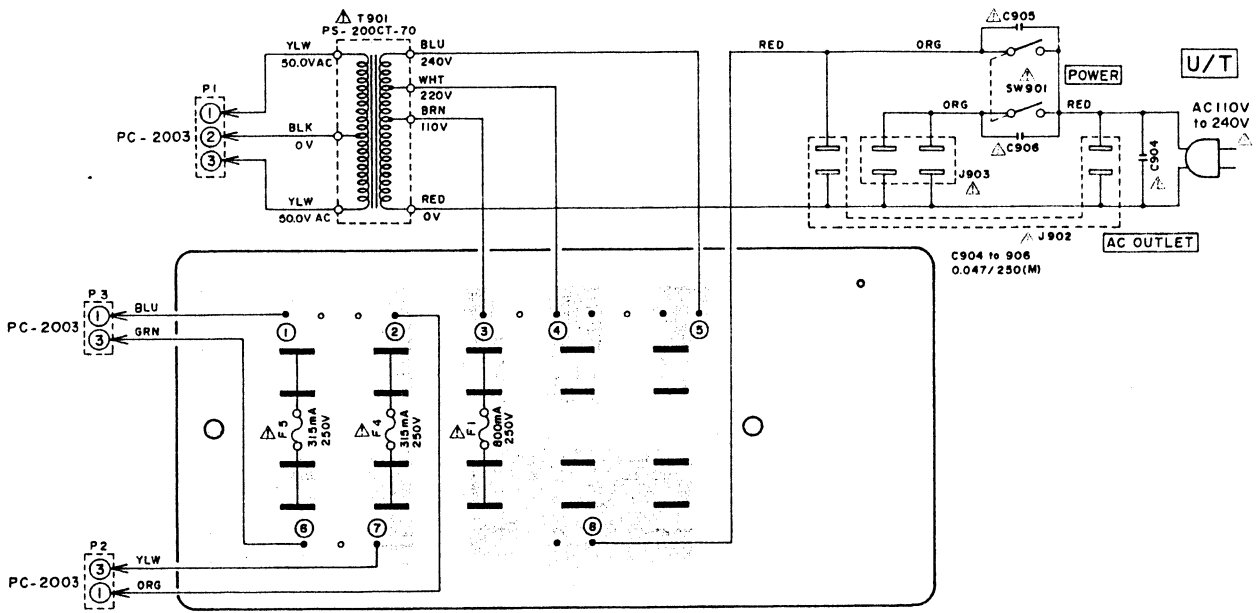 T901
PS-200CT-70
YLW
50.0VAC
BLU
240V
WHT
220V
BRN
110V
P1
1
2
3
PC-2003
BLK
0V
YLW
50.0V AC
RED
0V
RED
ORG
C905
SW901
POWER
U/T
ORG
RED
C906
AC110V
to 240V
C904
J903
J902
AC OUTLET
C904 to 906
0.047/250(M)
P3
1
3
PC-2003
BLU
GRN
1
2
3
4
5
F5
315mA
250V
F4
315mA
250V
F1
800mA
250V
6
7
8
P2
3
1
PC-2003
YLW
ORG